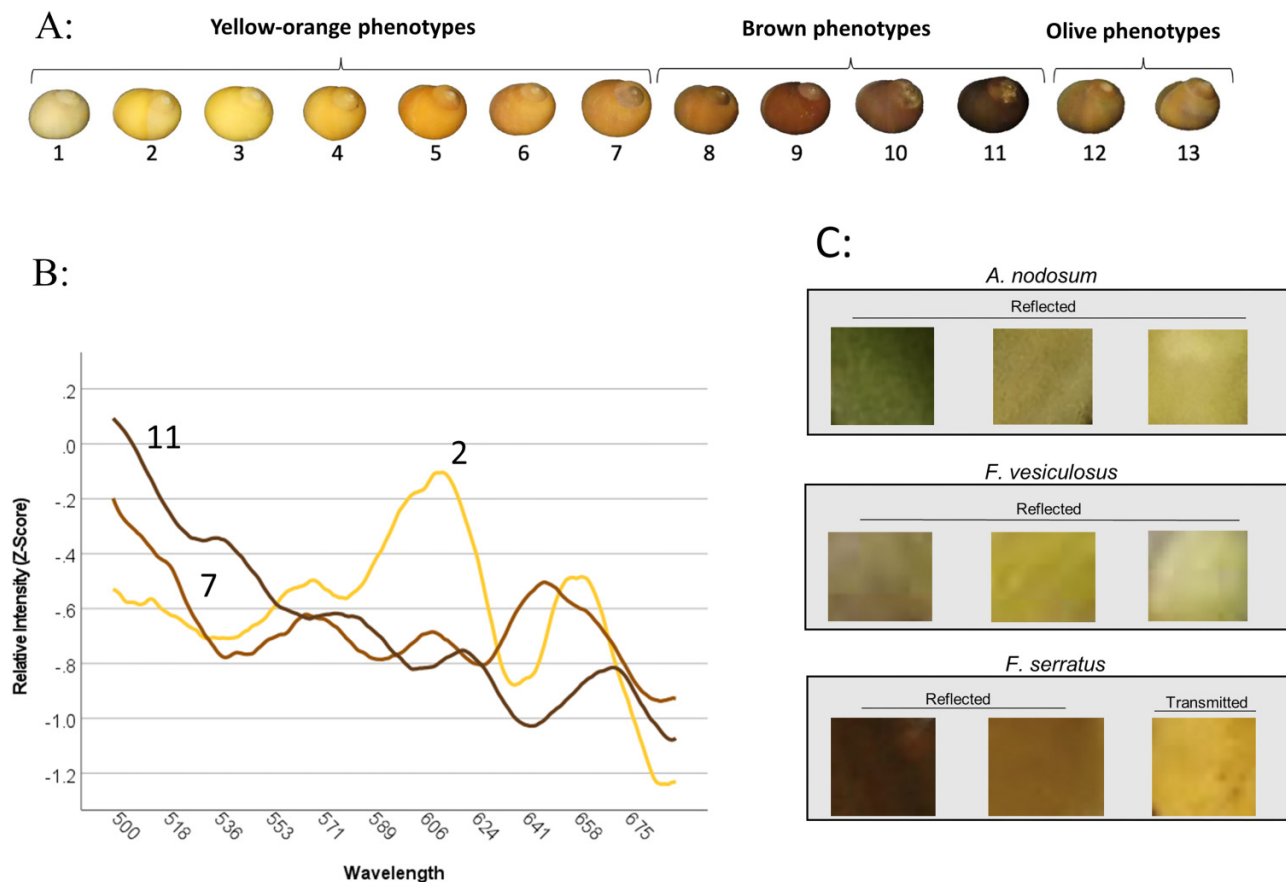 A:
Yellow-orange phenotypes
Brown phenotypes
Olive phenotypes
1 2 3 4 5 6 7 8 9 10 11 12 13
B:
.2
.0
-.2
-.4
-.6
-.8
-1.0
-1.2
Relative Intensity (Z-Score)
11
2
7
500 518 536 553 571 589 606 624 641 658 675
Wavelength
C:
A. nodosum
Reflected
F. vesiculosus
Reflected
F. serratus
Reflected Transmitted